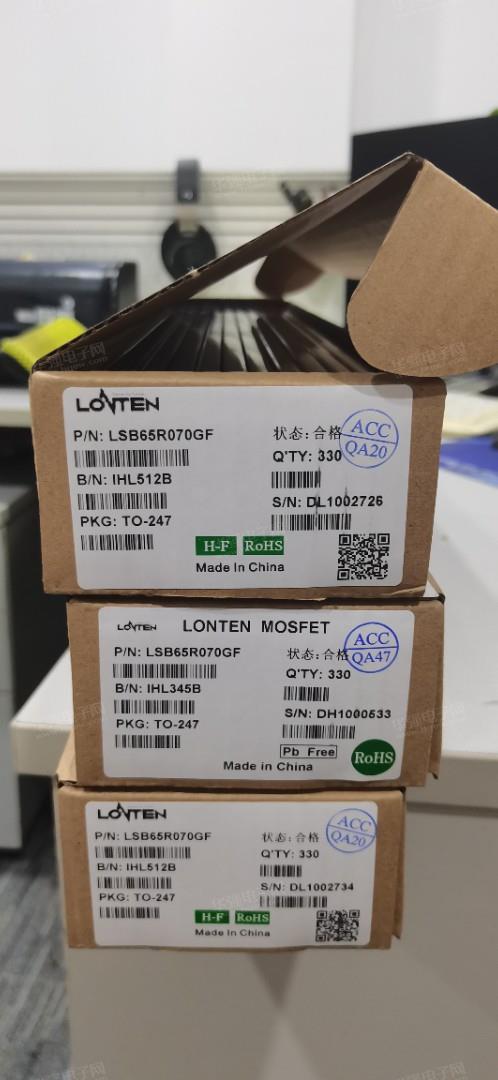 LONTEN
P/N: LSB65R070GF
状态:合格
ACC
QA20
Q'TY: 330
B/N: IHL512B
S/N: DL1002726
PKG: TO-247
H-F RoHS
Made In China
LONTEN LONTEN MOSFET
P/N: LSB65R070GF
状态:合格
ACC
QA47
Q'TY: 330
B/N: IHL345B
S/N: DH1000533
PKG: TO-247
Pb Free
RoHS
Made in China
LONTEN
P/N: LSB65R070GF
状态:合格
ACC
QA20
Q'TY: 330
B/N: IHL512B
S/N: DL1002734
PKG: TO-247
H-F RoHS
Made In China